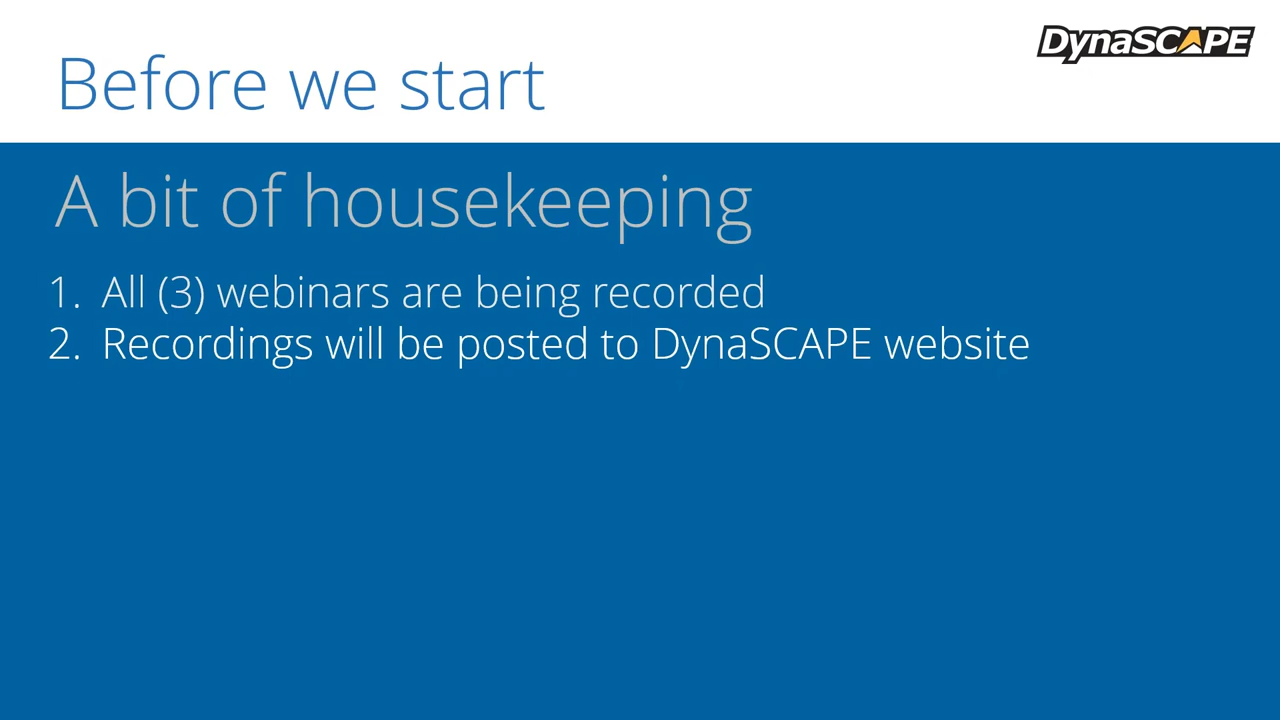 DynaSCAPE
Before we start
A bit of housekeeping
1. All (3) webinars are being recorded
2. Recordings will be posted to DynaSCAPE website